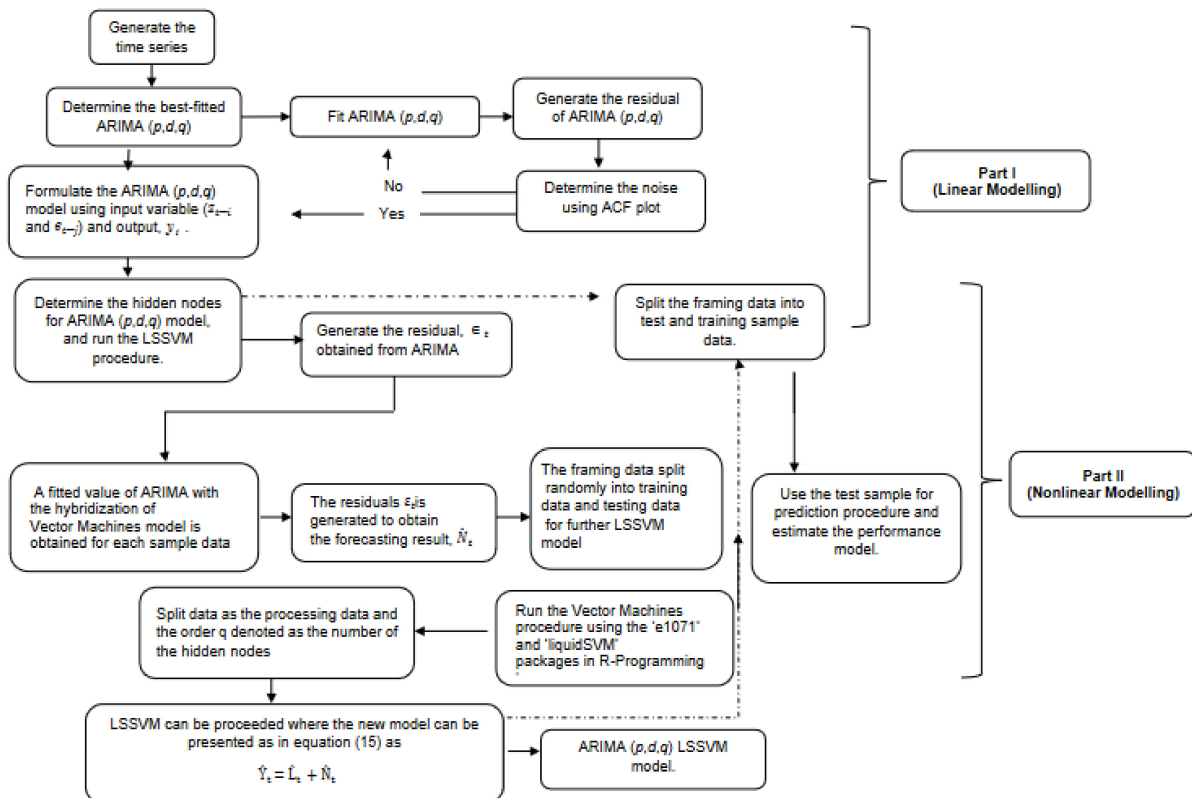 Generate the
time series
Determine the best-fitted
ARIMA (p,d,q)
Fit ARIMA (p,d,q)
Generate the residual
of ARIMA (p,d,q)
No
Yes
Determine the noise
using ACF plot
Formulate the ARIMA (p,d,q)
model using input variable (z_{t-i}
and ϵ_{t-j}) and output, y_t .
Part I
(Linear Modelling)
Determine the hidden nodes
for ARIMA (p,d,q) model,
and run the LSSVM
procedure.
Generate the residual, ϵ_t
obtained from ARIMA
Split the framing data into
test and training sample
data.
A fitted value of ARIMA with
the hybridization of
Vector Machines model is
obtained for each sample data
The residuals ε_t is
generated to obtain
the forecasting result, N̂_t
The framing data split
randomly into training
data and testing data
for further LSSVM
model
Use the test sample for
prediction procedure and
estimate the performance
model.
Part II
(Nonlinear Modelling)
Split data as the processing data and
the order q denoted as the number of
the hidden nodes
Run the Vector Machines
procedure using the 'e1071'
and 'liquidSVM'
packages in R-Programming
LSSVM can be proceeded where the new model can be
presented as in equation (15) as
Ŷ_t = L̂_t + N̂_t
ARIMA (p,d,q) LSSVM
model.